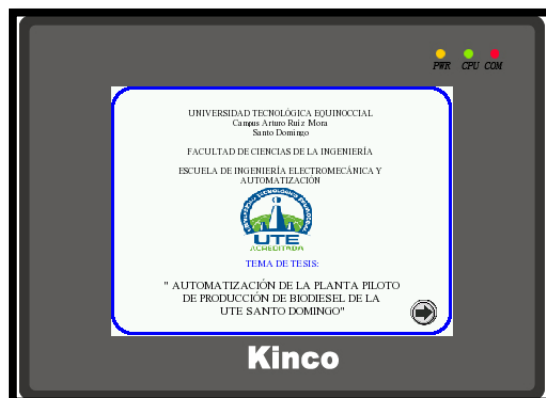 PWR CPU COM
UNIVERSIDAD TECNOLÓGICA EQUINOCCIAL
Campus Arturo Ruíz Mora
Santo Domingo
FACULTAD DE CIENCIAS DE LA INGENIERÍA
ESCUELA DE INGENIERÍA ELECTROMECÁNICA Y
AUTOMATIZACIÓN
UTE
ACREDITADA
TEMA DE TESIS:
" AUTOMATIZACIÓN DE LA PLANTA PILOTO
DE PRODUCCIÓN DE BIODIESEL DE LA
UTE SANTO DOMINGO"
Kinco